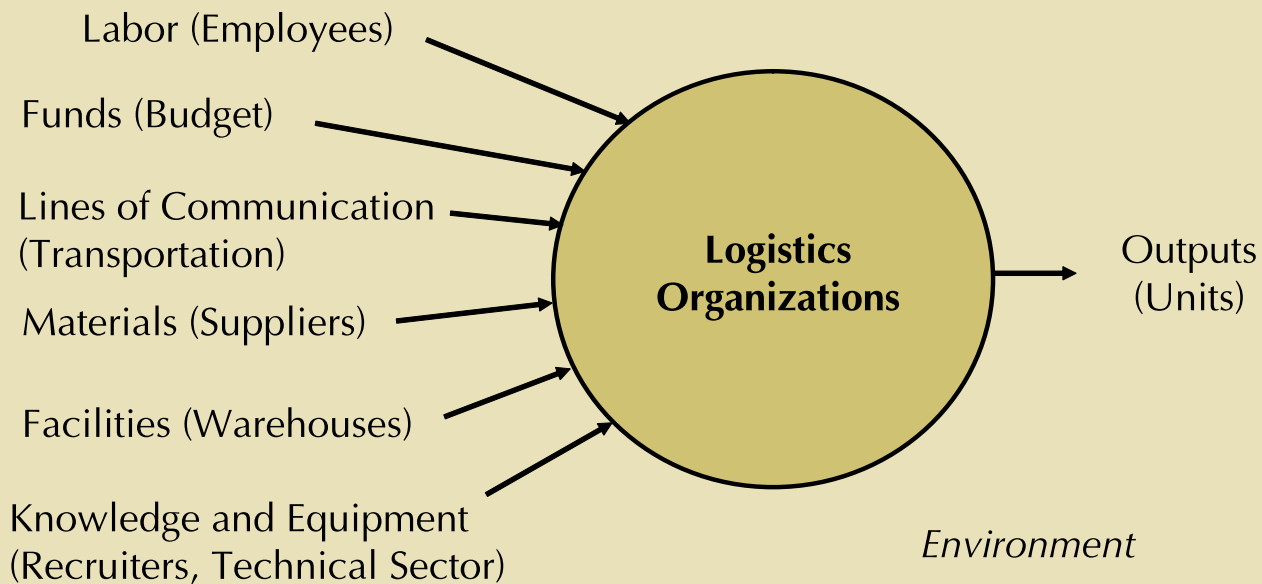 Labor (Employees)
Funds (Budget)
Lines of Communication
(Transportation)
Materials (Suppliers)
Facilities (Warehouses)
Knowledge and Equipment
(Recruiters, Technical Sector)
Logistics
Organizations
Outputs
(Units)
Environment